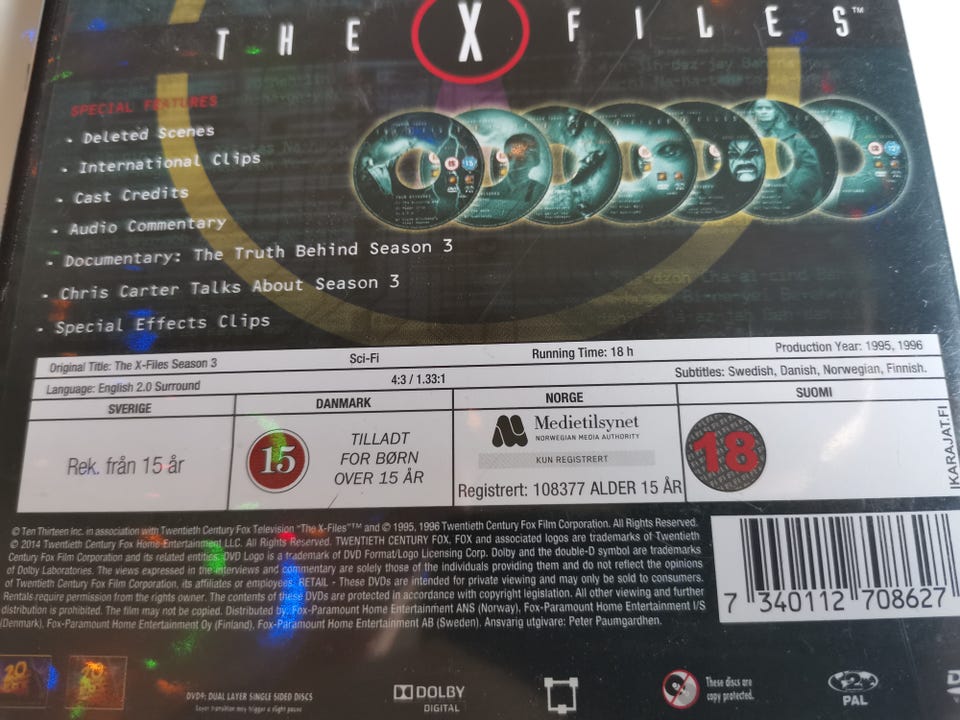 THE X FILES™
SPECIAL FEATURES
- Deleted Scenes
- International Clips
- Cast Credits
- Audio Commentary
- Documentary: The Truth Behind Season 3
- Chris Carter Talks About Season 3
- Special Effects Clips
Original Title: The X-Files Season 3 Sci-Fi Running Time: 18 h Production Year: 1995, 1996
Language: English 2.0 Surround 4:3 / 1.33:1 Subtitles: Swedish, Danish, Norwegian, Finnish.
SVERIGE DANMARK NORGE SUOMI
Rek. från 15 år
15
TILLADT
FOR BØRN
OVER 15 ÅR
Medietilsynet
NORWEGIAN MEDIA AUTHORITY
KUN REGISTRERT
Registrert: 108377 ALDER 15 ÅR
18
IKARAJAT.FI
© Ten Thirteen Inc. in association with Twentieth Century Fox Television "The X-Files"™ and © 1995, 1996 Twentieth Century Fox Film Corporation. All Rights Reserved.
© 2014 Twentieth Century Fox Home Entertainment LLC. All Rights Reserved. TWENTIETH CENTURY FOX, FOX and associated logos are trademarks of Twentieth
Century Fox Film Corporation and its related entities. DVD Logo is a trademark of DVD Format/Logo Licensing Corp. Dolby and the double-D symbol are trademarks
of Dolby Laboratories. The views expressed in the interviews and commentary are solely those of the individuals providing them and do not reflect the opinions
of Twentieth Century Fox Film Corporation, its affiliates or employees. RETAIL - These DVDs are intended for private viewing and may only be sold to consumers.
Rentals require permission from the rights owner. The contents of these DVDs are protected in accordance with copyright legislation. All other viewing and further
distribution is prohibited. The film may not be copied. Distributed by: Fox-Paramount Home Entertainment ANS (Norway), Fox-Paramount Home Entertainment I/S
(Denmark), Fox-Paramount Home Entertainment Oy (Finland), Fox-Paramount Home Entertainment AB (Sweden). Ansvarig utgivare: Peter Paumgardhen.
7 340112 708627
DVD9: DUAL LAYER SINGLE SIDED DISCS
Layer transition may trigger a slight pause
DOLBY
DIGITAL
These discs are
copy protected.
2
PAL